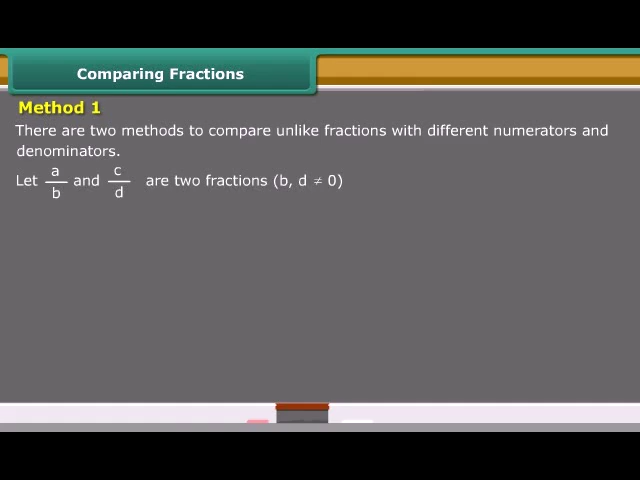 Comparing Fractions
Method 1
There are two methods to compare unlike fractions with different numerators and
denominators.
Let a/b and c/d are two fractions (b, d ≠ 0)